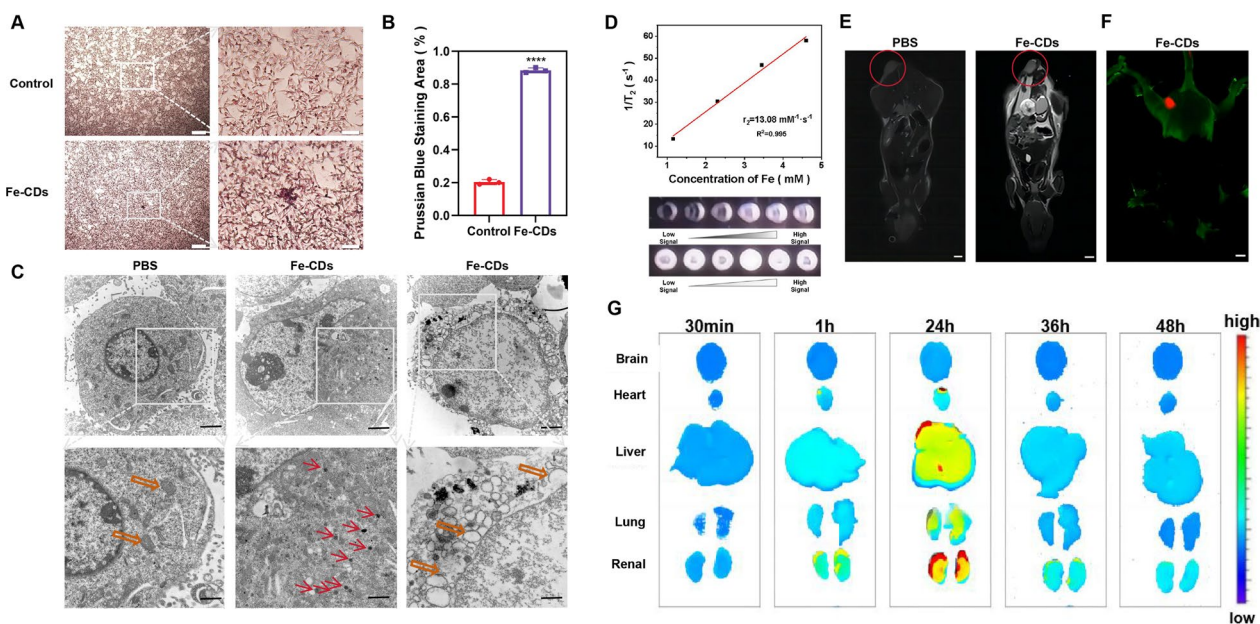 A
Control
Fe-CDs
B
Prussian Blue Staining Area ( % )
1.0
0.8
0.6
0.4
0.2
0.0
****
Control Fe-CDs
C
PBS
Fe-CDs
Fe-CDs
D
1/T2 (s-1)
60
50
40
30
20
10
0
r2=13.08 mM-1·s-1
R2=0.995
1 2 3 4 5
Concentration of Fe ( mM )
Low Signal
High Signal
Low Signal
High Signal
E
PBS
Fe-CDs
F
Fe-CDs
G
30min 1h 24h 36h 48h
Brain
Heart
Liver
Lung
Renal
high
low